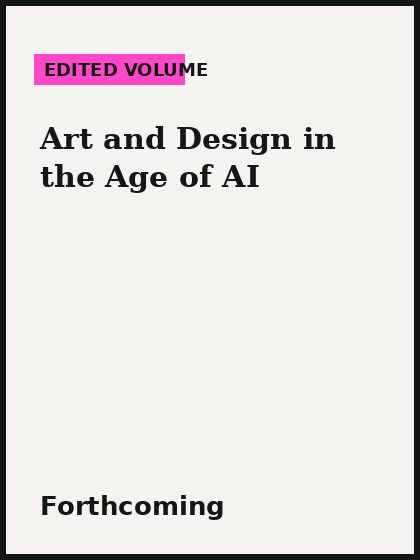 EDITED VOLUME
Art and Design in
the Age of AI
Forthcoming